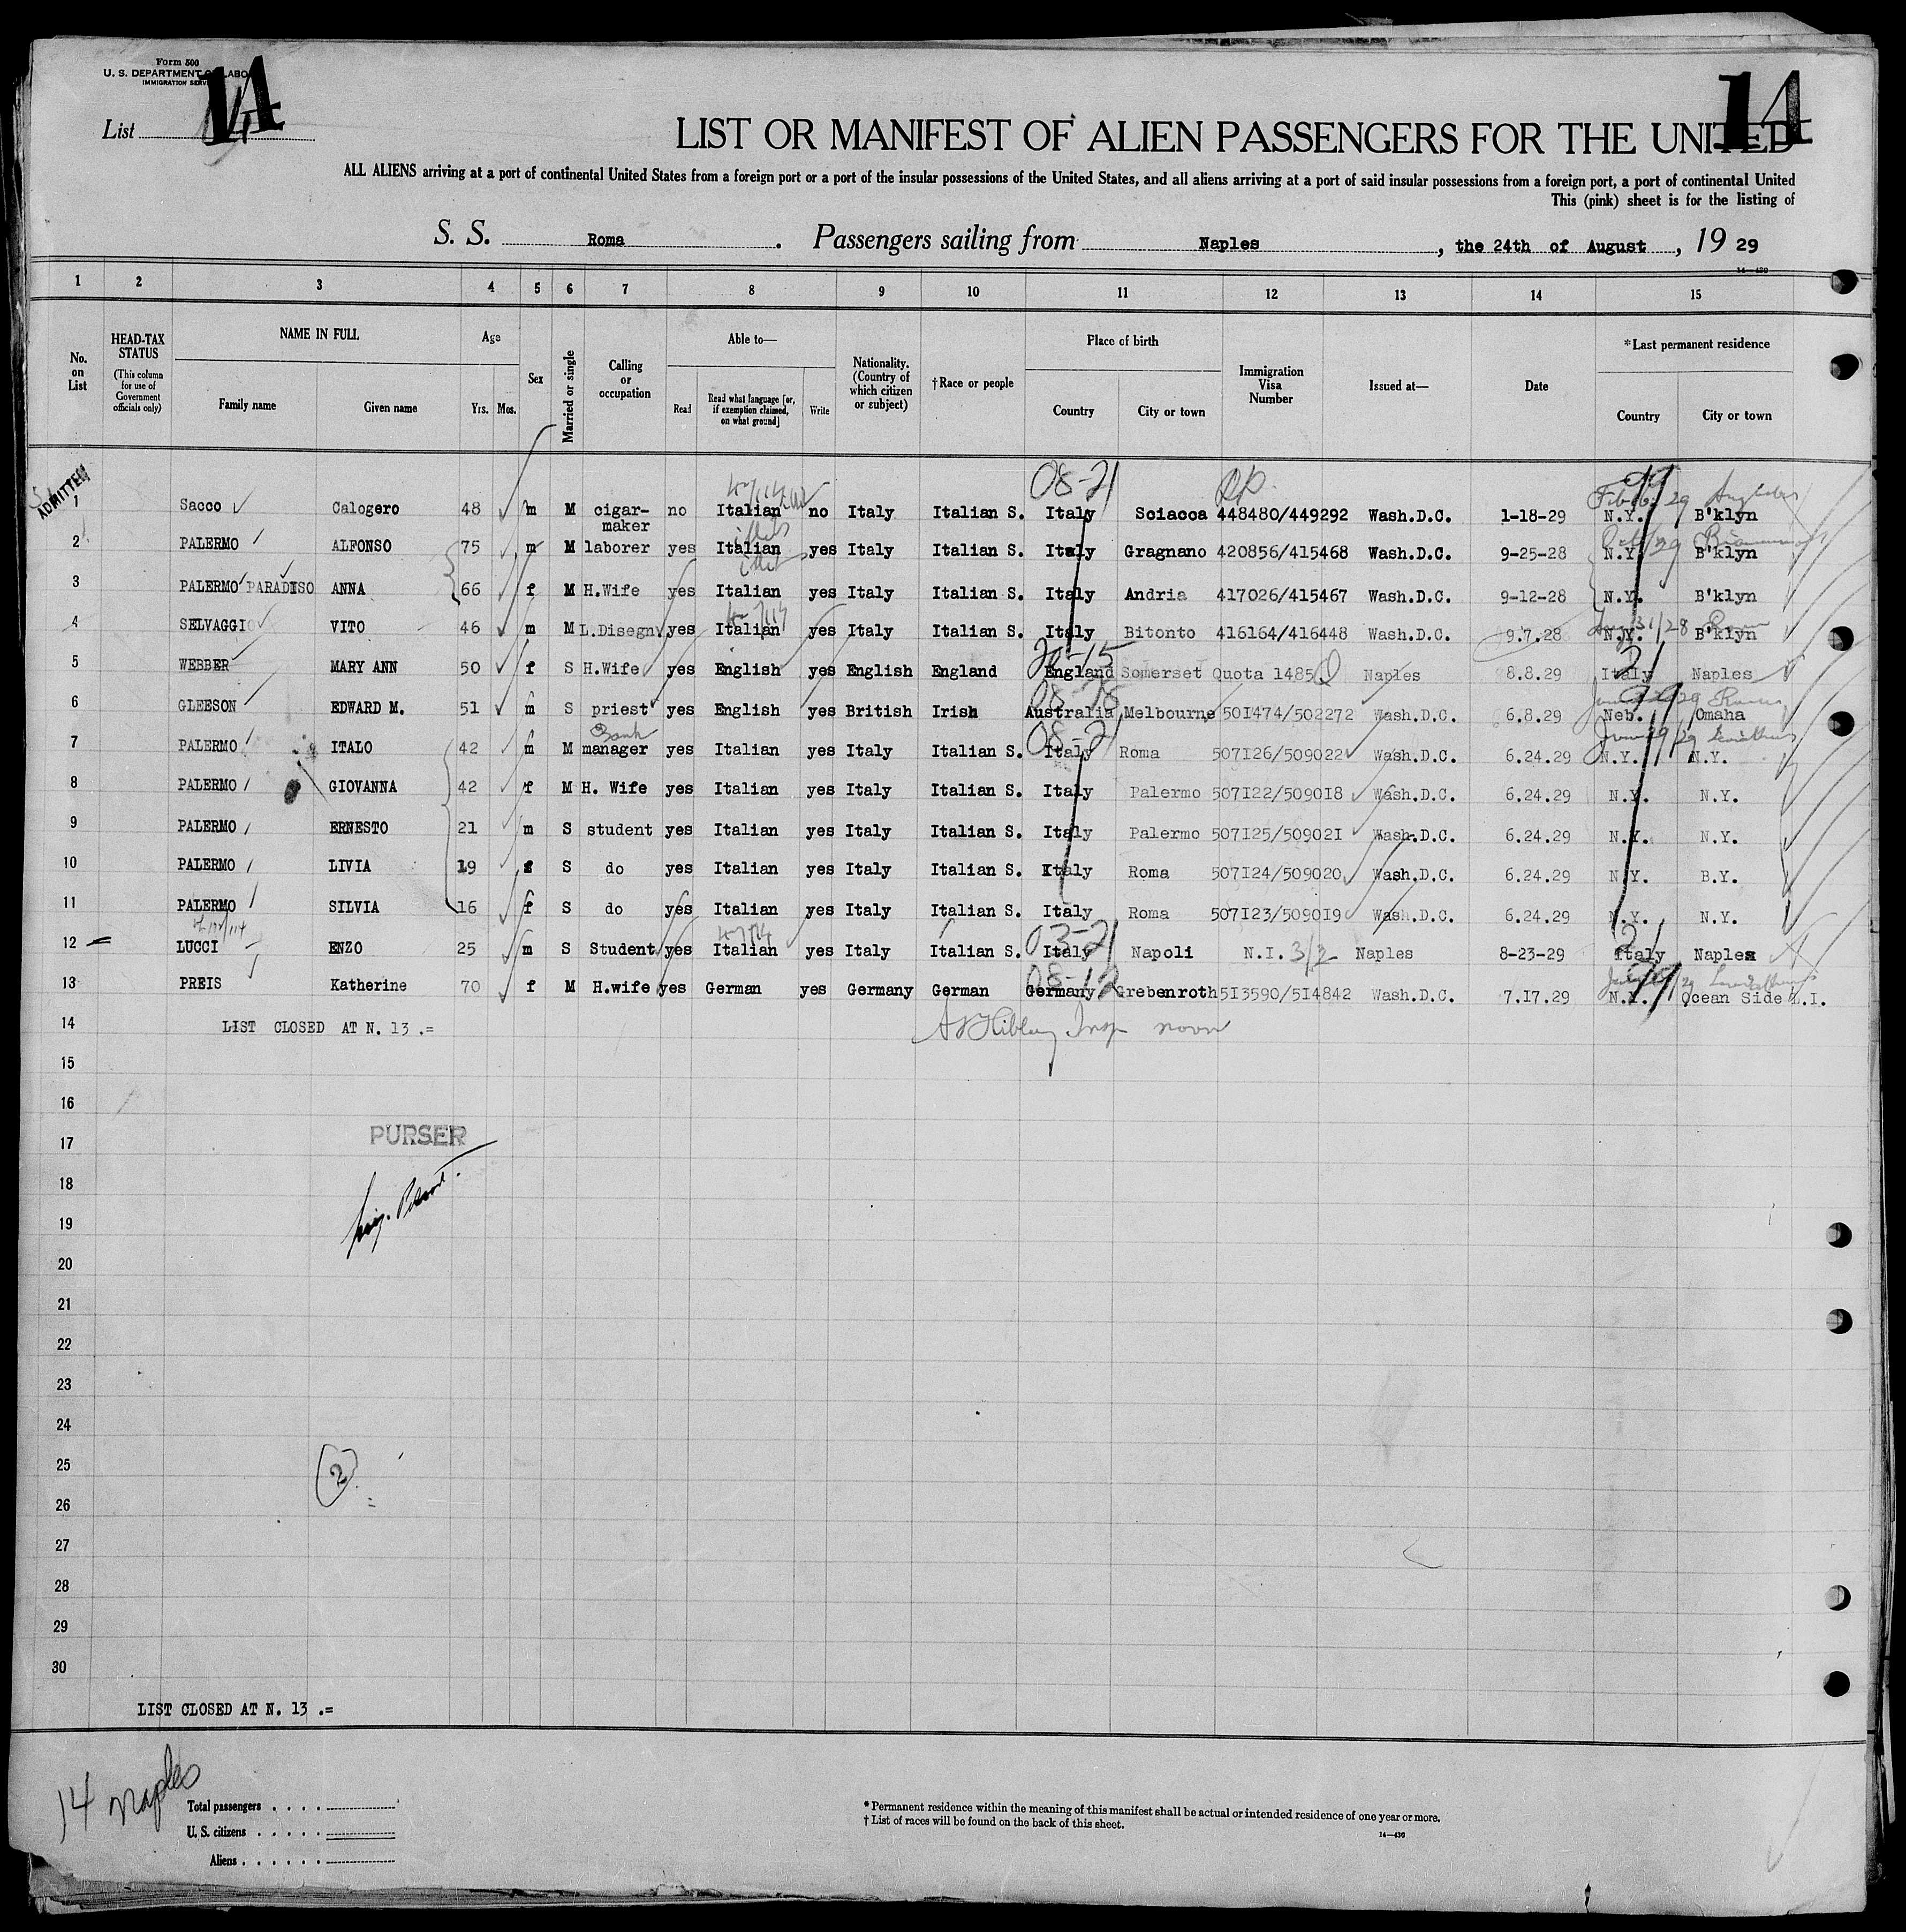 Form 500
U. S. DEPARTMENT OF LABOR
IMMIGRATION SERVICE
14
14
List
LIST OR MANIFEST OF ALIEN PASSENGERS FOR THE UNITED
ALL ALIENS arriving at a port of continental United States from a foreign port or a port of the insular possessions of the United States, and all aliens arriving at a port of said insular possessions from a foreign port, a port of continental United
This (pink) sheet is for the listing of
S. S. Roma . Passengers sailing from Naples , the 24th of August , 19 29
14—430
1 2 3 4 5 6 7 8 9 10 11 12 13 14 15
No. on List
HEAD-TAX STATUS
(This column for use of Government officials only)
NAME IN FULL
Family name Given name
Age
Yrs. Mos.
Sex
Married or single
Calling or occupation
Able to—
Read Read what language [or, if exemption claimed, on what ground] Write
Nationality. (Country of which citizen or subject)
†Race or people
Place of birth
Country City or town
Immigration Visa Number
Issued at—
Date
*Last permanent residence
Country City or town
ADMITTED
08-21
1 Sacco Calogero 48 m M cigar-maker no Italian no Italy Italian S. Italy Sciacca 448480/449292 Wash.D.C. 1-18-29 N.Y. B'klyn
2 PALERMO ALFONSO 75 m M laborer yes Italian yes Italy Italian S. Italy Gragnano 420856/415468 Wash.D.C. 9-25-28 N.Y. B'klyn
3 PALERMO PARADISO ANNA 66 f M H.Wife yes Italian yes Italy Italian S. Italy Andria 417026/415467 Wash.D.C. 9-12-28 N.Y. B'klyn
4 SELVAGGIO VITO 46 m M L.Disegn. yes Italian yes Italy Italian S. Italy Bitonto 416164/416448 Wash.D.C. 9.7.28 N.Y. B'klyn
5 WEBBER MARY ANN 50 f S H.Wife yes English yes English England England Somerset Quota 1485 Naples 8.8.29 Italy Naples
6 GLEESON EDWARD M. 51 m S priest yes English yes British Irish Australia Melbourne 501474/502272 Wash.D.C. 6.8.29 Neb. Omaha
Bank
08-21
7 PALERMO ITALO 42 m M manager yes Italian yes Italy Italian S. Italy Roma 507126/509022 Wash.D.C. 6.24.29 N.Y. N.Y.
8 PALERMO GIOVANNA 42 f M H. Wife yes Italian yes Italy Italian S. Italy Palermo 507122/509018 Wash.D.C. 6.24.29 N.Y. N.Y.
9 PALERMO ERNESTO 21 m S student yes Italian yes Italy Italian S. Italy Palermo 507125/509021 Wash.D.C. 6.24.29 N.Y. N.Y.
10 PALERMO LIVIA 19 f S do yes Italian yes Italy Italian S. Italy Roma 507124/509020 Wash.D.C. 6.24.29 N.Y. B.Y.
11 PALERMO SILVIA 16 f S do yes Italian yes Italy Italian S. Italy Roma 507123/509019 Wash.D.C. 6.24.29 N.Y. N.Y.
03-21
12 LUCCI ENZO 25 m S Student yes Italian yes Italy Italian S. Italy Napoli N.I. 3/2 Naples 8-23-29 Italy Naples
08-12
13 PREIS Katherine 70 f M H.wife yes German yes Germany German Germany Grebenroth 513590/514842 Wash.D.C. 7.17.29 N.Y. Ocean Side L.I.
14 LIST CLOSED AT N. 13 .=
15
16
17
PURSER
18
19
20
21
22
23
24
25
2
26
27
28
29
30
LIST CLOSED AT N. 13 .=
14 Naples
Total passengers . . . .
U. S. citizens . . . . .
Aliens . . . . . .
* Permanent residence within the meaning of this manifest shall be actual or intended residence of one year or more.
† List of races will be found on the back of this sheet.
14—430